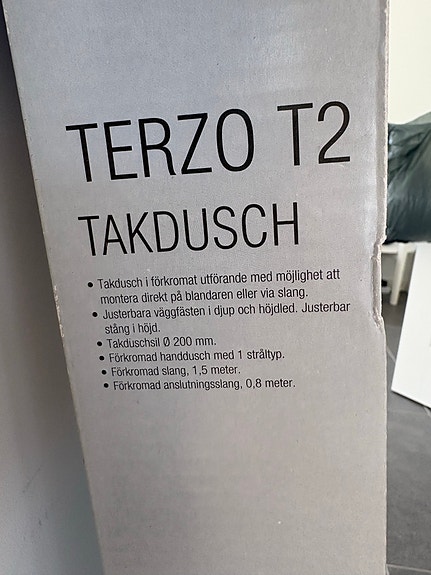 TERZO T2
TAKDUSCH
• Takdusch i förkromat utförande med möjlighet att
montera direkt på blandaren eller via slang.
• Justerbara väggfästen i djup och höjdled. Justerbar
stång i höjd.
• Takduschsil Ø 200 mm.
• Förkromad handdusch med 1 stråltyp.
• Förkromad slang, 1,5 meter.
• Förkromad anslutningsslang, 0,8 meter.